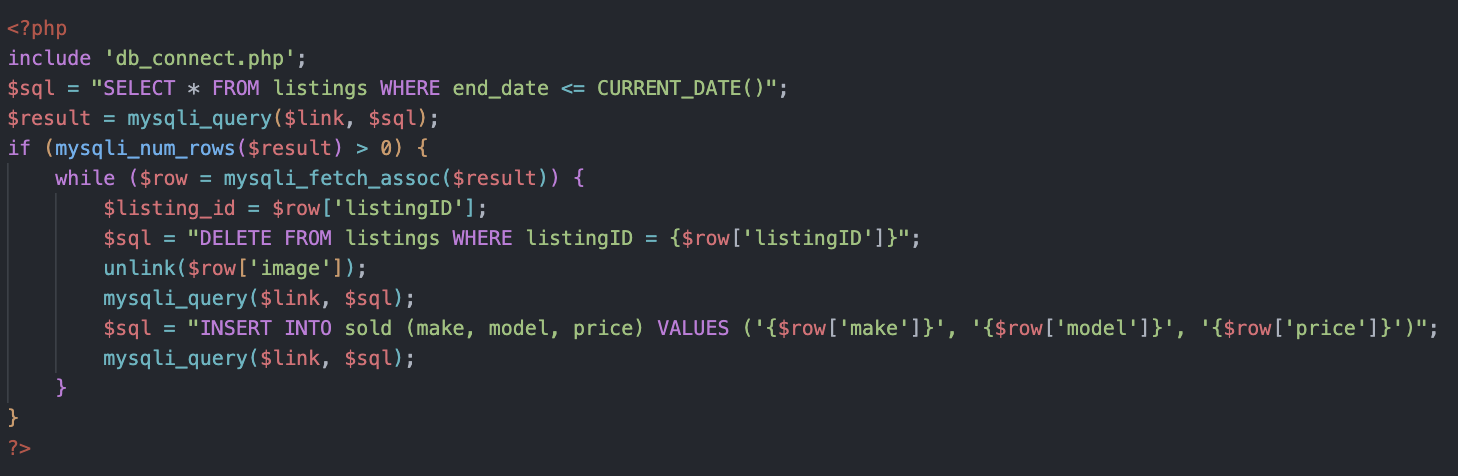 <?php
include 'db_connect.php';
$sql = "SELECT * FROM listings WHERE end_date <= CURRENT_DATE()";
$result = mysqli_query($link, $sql);
if (mysqli_num_rows($result) > 0) {
    while ($row = mysqli_fetch_assoc($result)) {
        $listing_id = $row['listingID'];
        $sql = "DELETE FROM listings WHERE listingID = {$row['listingID']}";
        unlink($row['image']);
        mysqli_query($link, $sql);
        $sql = "INSERT INTO sold (make, model, price) VALUES ('{$row['make']}', '{$row['model']}', '{$row['price']}')";
        mysqli_query($link, $sql);
    }
}
?>